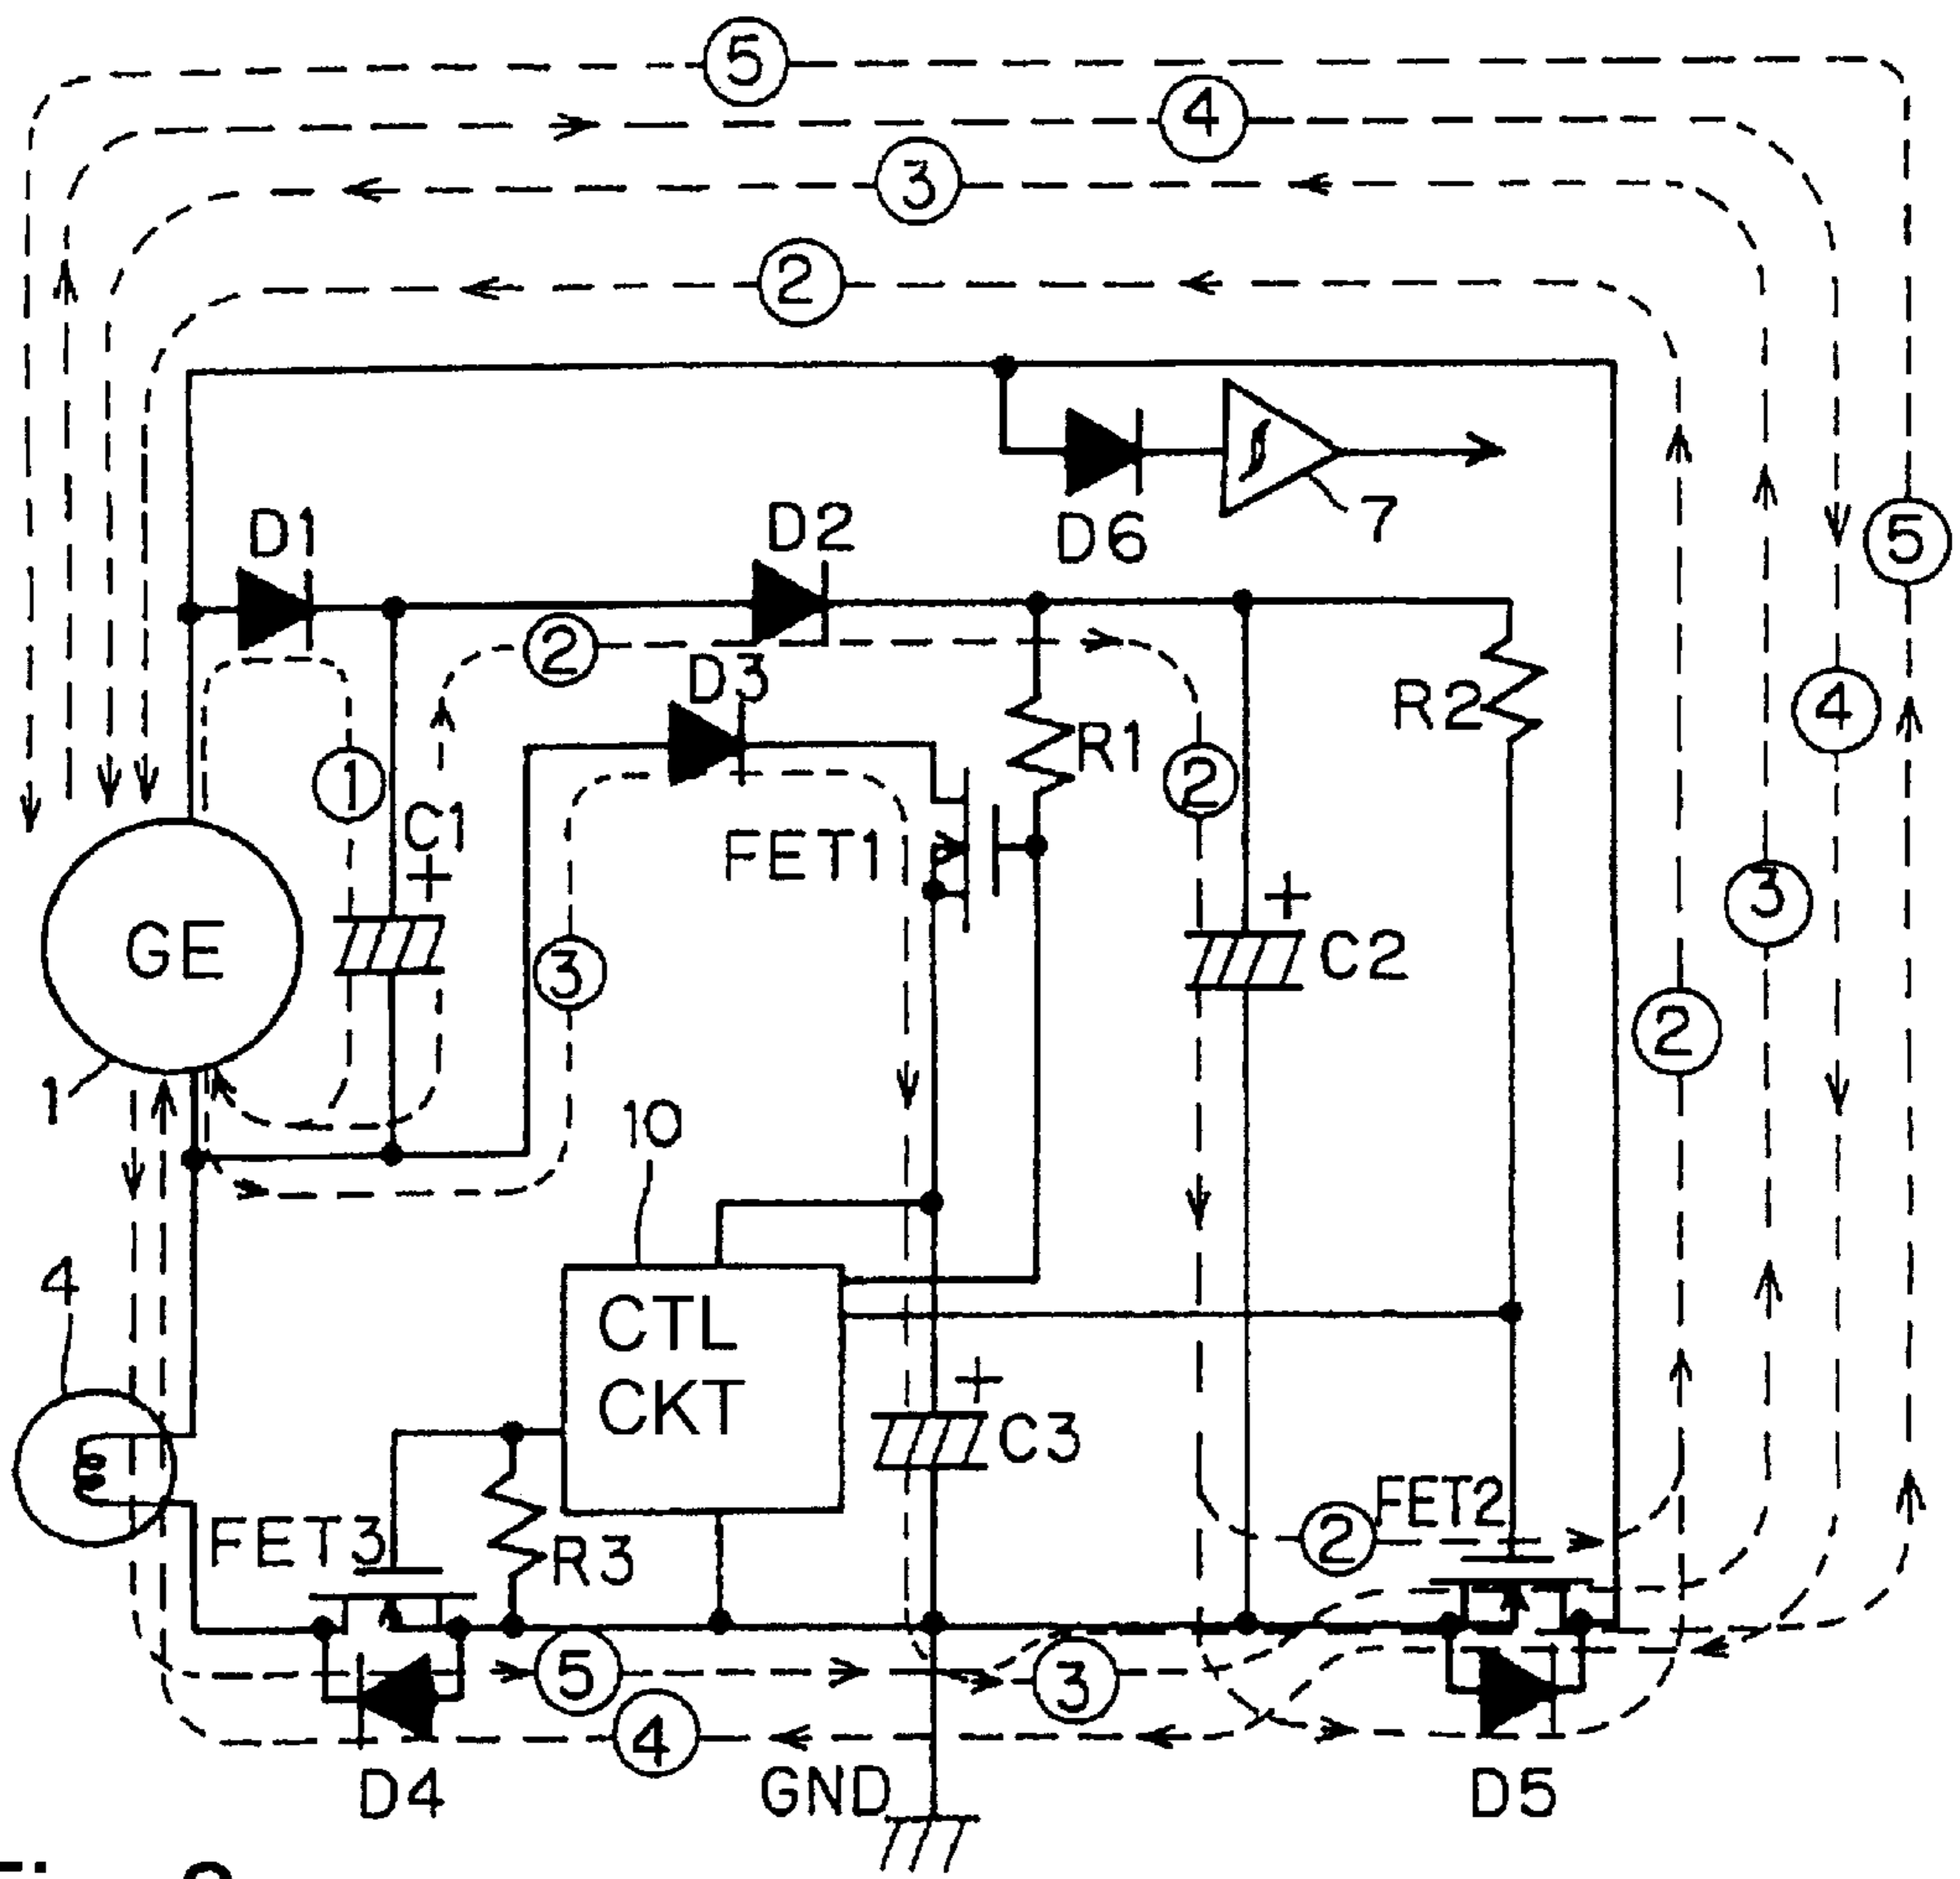 ⑤
④
③
②
7
D6
D1
D2
⑤
②
D3
④
R2
R1
①
②
C1
+
FET1
③
+
GE
C2
③
②
1
10
4
CTL
CKT
+
C3
FET2
②
FET3
R3
⑤
③
④
D4
GND
D5